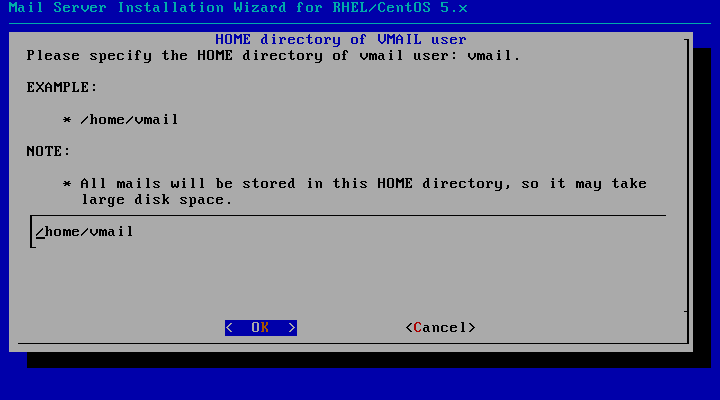 Mail Server Installation Wizard for RHEL/CentOS 5.x
HOME directory of VMAIL user
Please specify the HOME directory of vmail user: vmail.
EXAMPLE:
* /home/vmail
NOTE:
* All mails will be stored in this HOME directory, so it may take
large disk space.
/home/vmail
< OK > <Cancel>